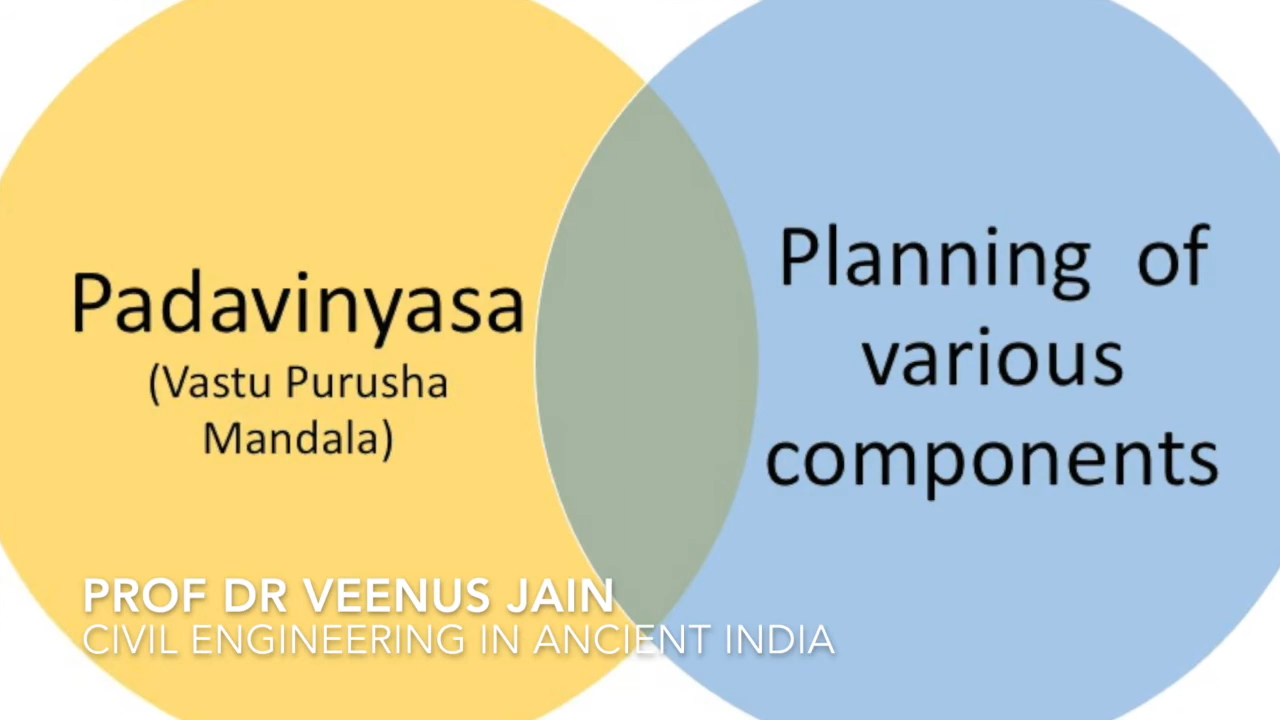 Padavinyasa
(Vastu Purusha
Mandala)
Planning of
various
components
PROF DR VEENUS JAIN
CIVIL ENGINEERING IN ANCIENT INDIA